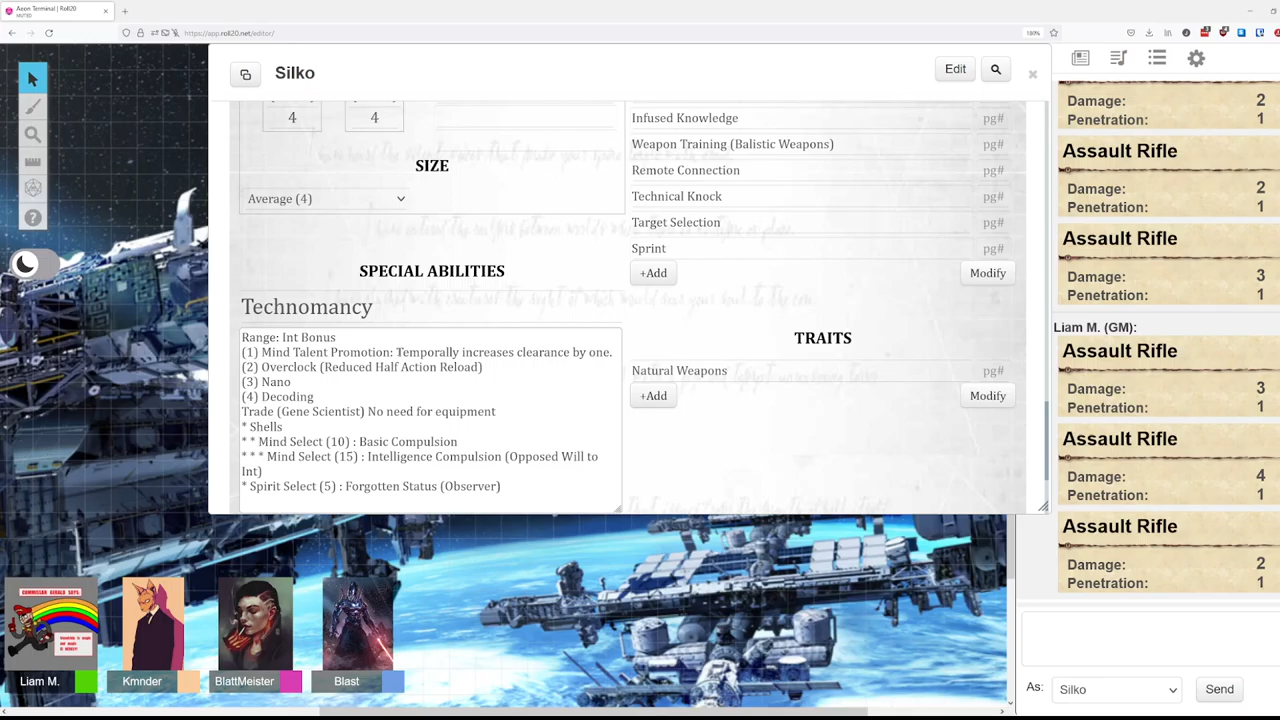 Aeon Terminal | Roll20
MUTED
https://app.roll20.net/editor/
Silko
Edit
4
4
SIZE
Average (4)
SPECIAL ABILITIES
Technomancy
Range: Int Bonus
(1) Mind Talent Promotion: Temporally increases clearance by one.
(2) Overclock (Reduced Half Action Reload)
(3) Nano
(4) Decoding
Trade (Gene Scientist) No need for equipment
* Shells
* * Mind Select (10) : Basic Compulsion
* * * Mind Select (15) : Intelligence Compulsion (Opposed Will to
Int)
* Spirit Select (5) : Forgotten Status (Observer)
Infused Knowledge pg#
Weapon Training (Balistic Weapons) pg#
Remote Connection pg#
Technical Knock pg#
Target Selection pg#
Sprint pg#
+Add Modify
TRAITS
Natural Weapons pg#
+Add Modify
Damage: 2
Penetration: 1
Assault Rifle
Damage: 2
Penetration: 1
Assault Rifle
Damage: 3
Penetration: 1
Liam M. (GM):
Assault Rifle
Damage: 3
Penetration: 1
Assault Rifle
Damage: 4
Penetration: 1
Assault Rifle
Damage: 2
Penetration: 1
As: Silko Send
COMMISSAR GERALD SAYS
Liam M.
Kmnder
BlattMeister
Blast